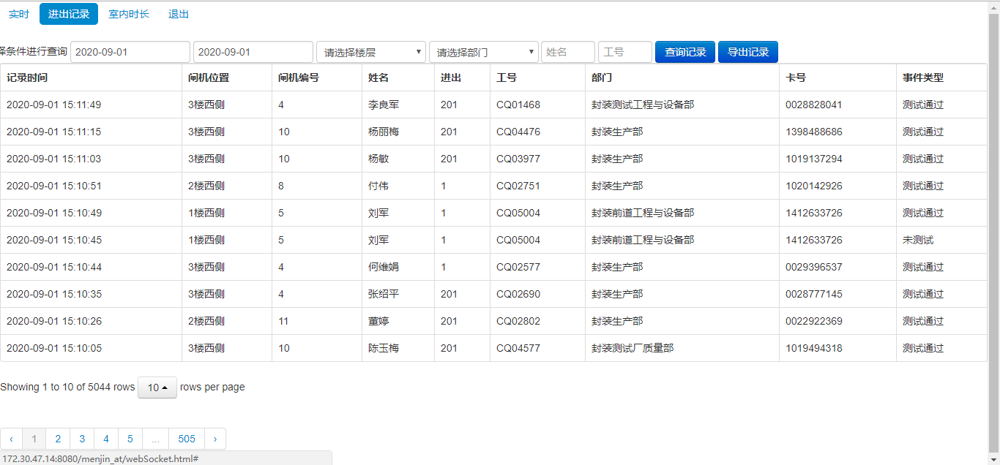 实时 进出记录 室内时长 退出
择条件进行查询 2020-09-01 2020-09-01 请选择楼层 请选择部门 姓名 工号 查询记录 导出记录
记录时间 闸机位置 闸机编号 姓名 进出 工号 部门 卡号 事件类型
2020-09-01 15:11:49 3楼西侧 4 李良军 201 CQ01468 封装测试工程与设备部 0028828041 测试通过
2020-09-01 15:11:15 3楼西侧 10 杨丽梅 201 CQ04476 封装生产部 1398488686 测试通过
2020-09-01 15:11:03 3楼西侧 10 杨敏 201 CQ03977 封装生产部 1019137294 测试通过
2020-09-01 15:10:51 2楼西侧 8 付伟 1 CQ02751 封装生产部 1020142926 测试通过
2020-09-01 15:10:49 1楼西侧 5 刘军 1 CQ05004 封装前道工程与设备部 1412633726 测试通过
2020-09-01 15:10:45 1楼西侧 5 刘军 1 CQ05004 封装前道工程与设备部 1412633726 未测试
2020-09-01 15:10:44 3楼西侧 4 何维娟 1 CQ02577 封装生产部 0029396537 测试通过
2020-09-01 15:10:35 3楼西侧 4 张绍平 201 CQ02690 封装生产部 0028777145 测试通过
2020-09-01 15:10:26 2楼西侧 11 董婷 201 CQ02802 封装生产部 0022922369 测试通过
2020-09-01 15:10:05 3楼西侧 10 陈玉梅 201 CQ04577 封装测试厂质量部 1019494318 测试通过
Showing 1 to 10 of 5044 rows 10 rows per page
‹ 1 2 3 4 5 ... 505 ›
172.30.47.14:8080/menjin_at/webSocket.html#